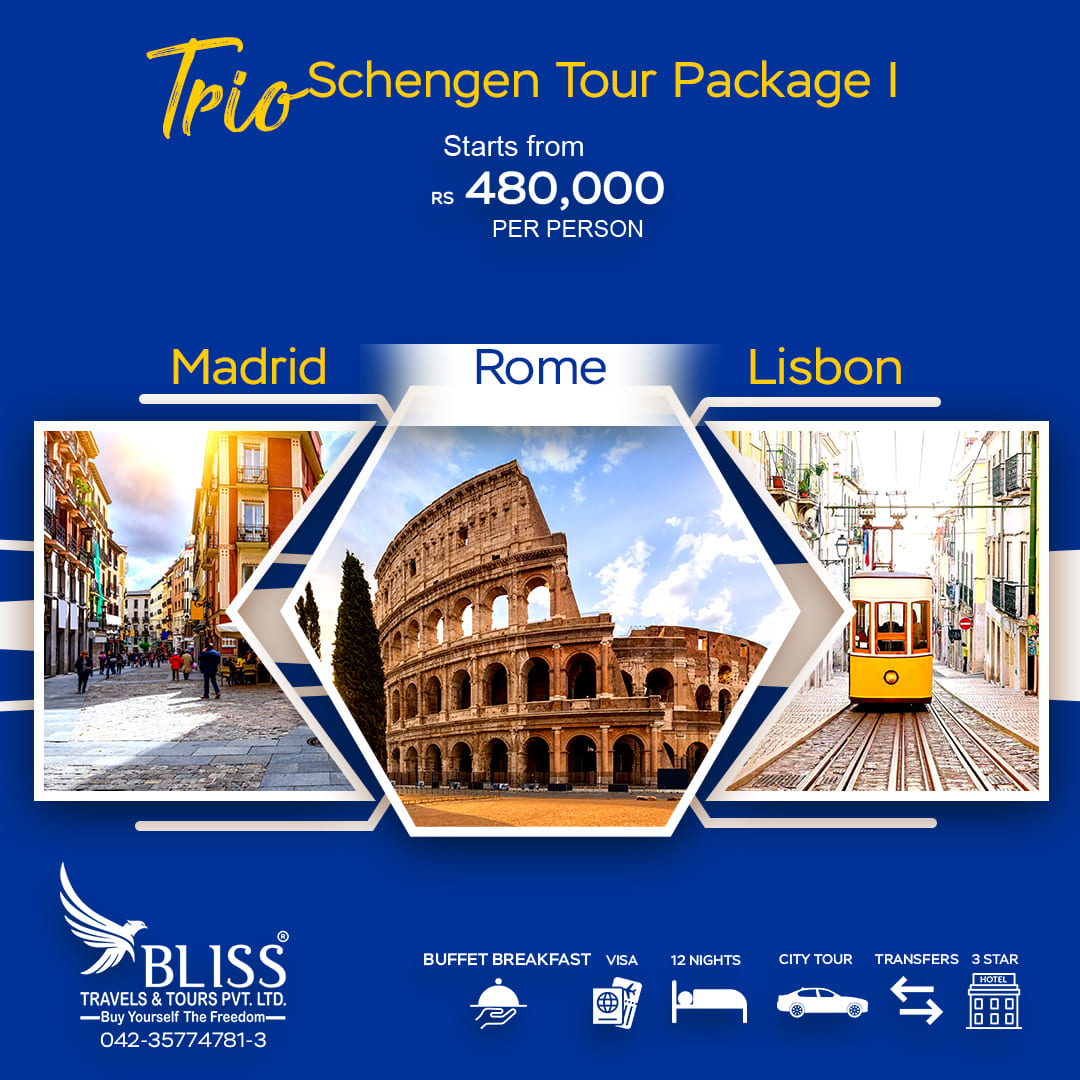 Trio Schengen Tour Package I
Starts from
RS 480,000
PER PERSON
Madrid
Rome
Lisbon
BLISS®
TRAVELS & TOURS PVT. LTD.
Buy Yourself The Freedom
042-35774781-3
BUFFET BREAKFAST
VISA
12 NIGHTS
CITY TOUR
TRANSFERS
3 STAR
HOTEL